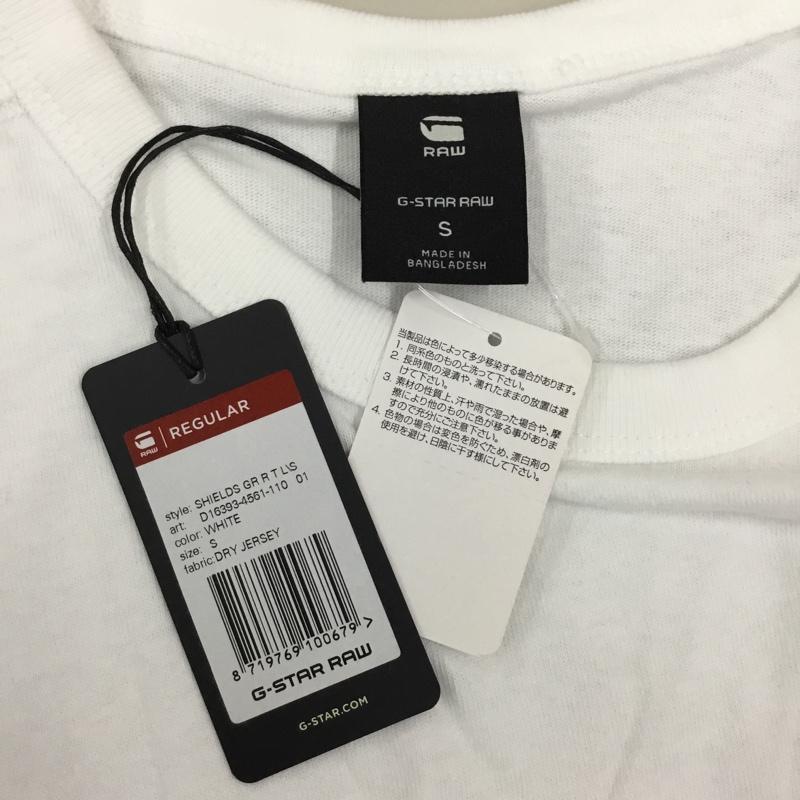 RAW
G-STAR RAW
S
MADE IN
BANGLADESH
当製品は色によって多少移染する場合があります。
1. 同系色のものと洗って下さい。
2. 長時間の浸漬や、濡れたままの放置は避
けて下さい。
3. 素材の性質上、汗や雨で湿った場合や、摩
擦により他のものに色が移る事がありま
すので充分にご注意下さい。
4. 色物の場合は変色を防ぐため、漂白剤の
使用を避け、日陰に干す様にして下さい。
RAW
REGULAR
style: SHIELDS GR R T L\S
art: D16393-4561-110 01
color: WHITE
size: S
fabric: DRY JERSEY
8 719769 100679 >
G-STAR RAW
G-STAR.COM